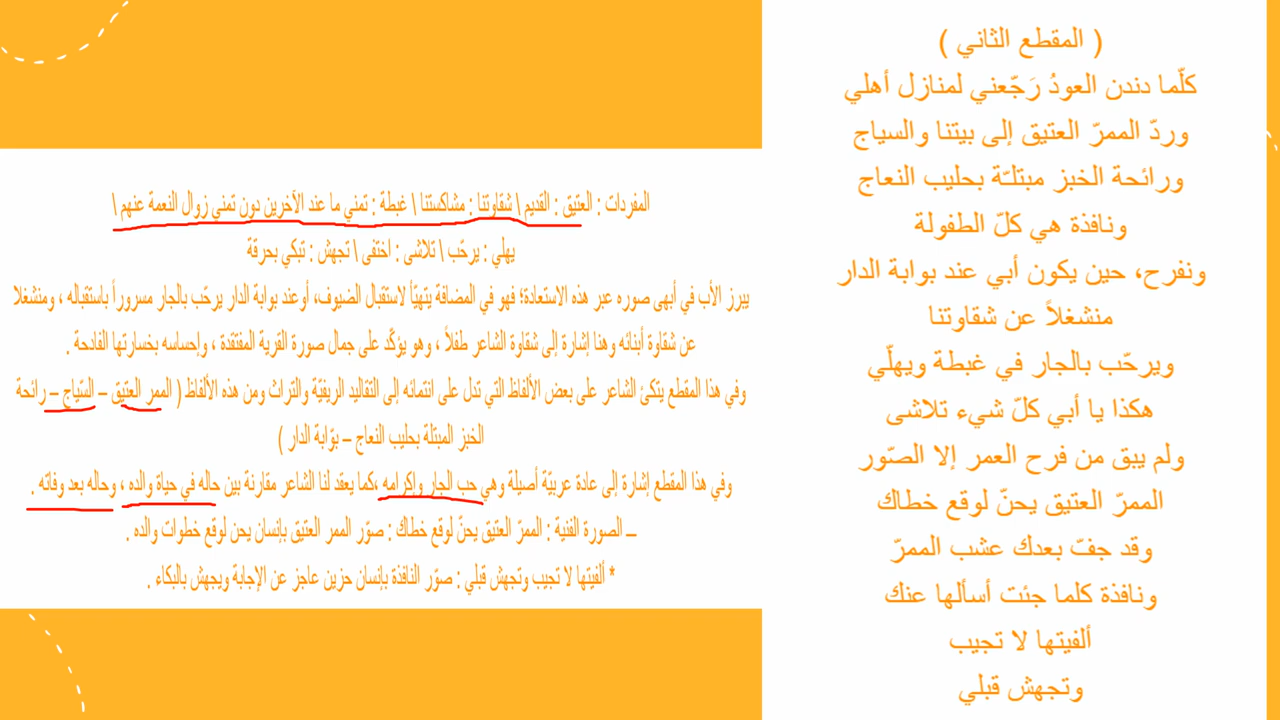 ( المقطع الثاني )
كلّما دندن العودُ رَجّعني لمنازل أهلي
وردّ الممرّ العتيق إلى بيتنا والسياج
ورائحة الخبز مبتلـّة بحليب النعاج
ونافذة هي كلّ الطفولة
ونفرح، حين يكون أبي عند بوابة الدار
منشغلاً عن شقاوتنا
ويرحّب بالجار في غبطة ويهلّي
هكذا يا أبي كلّ شيء تلاشى
ولم يبق من فرح العمر إلا الصّور
الممرّ العتيق يحنّ لوقع خطاك
وقد جفّ بعدك عشب الممرّ
ونافذة كلما جئت أسألها عنك
ألفيتها لا تجيب
وتجهش قبلي
المفردات : العتيق : القديم \ شقاوتنا : مشاكستنا \ غبطة : تمني ما عند الآخرين دون تمني زوال النعمة عنهم \
يهلي : يرحّب \ تلاشى : اختفى \ تجهش : تبكي بحرقة
يبرز الأب في أبهى صوره عبر هذه الاستعادة؛ فهو في المضافة يتهيّأ لاستقبال الضيوف، أوعند بوابة الدار يرحّب بالجار مسروراً باستقباله ، ومنشغلا
عن شقاوة أبنائه وهنا إشارة إلى شقاوة الشاعر طفلاً ، وهو يؤكّد على جمال صورة القرية المفتقدة ، وإحساسه بخسارتها الفادحة .
وفي هذا المقطع يتكئ الشاعر على بعض الألفاظ التي تدل على انتمائه إلى التقاليد الريفيّة والتراث ومن هذه الألفاظ ( الممر العتيق – السّياج – رائحة
الخبز المبتلة بحليب النعاج – بوّابة الدار )
وفي هذا المقطع إشارة إلى عادة عربيّة أصيلة وهي حب الجار وإكرامه ،كما يعقد لنا الشاعر مقارنة بين حاله في حياة والده ، وحاله بعد وفاته .
– الصورة الفنية : الممرّ العتيق يحنّ لوقع خطاك : صوّر الممر العتيق بإنسان يحن لوقع خطوات والده .
* ألفيتها لا تجيب وتجهش قبلي : صوّر النافذة بإنسان حزين عاجز عن الإجابة ويجهش بالبكاء .